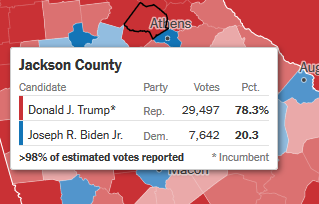 Athens
Jackson County
Candidate Party Votes Pct.
Donald J. Trump* Rep. 29,497 78.3%
Joseph R. Biden Jr. Dem. 7,642 20.3
>98% of estimated votes reported * Incumbent
Macon